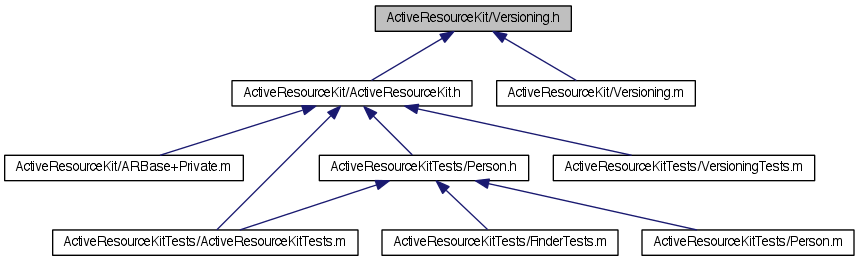 ActiveResourceKit/Versioning.h
ActiveResourceKit/ActiveResourceKit.h
ActiveResourceKit/Versioning.m
ActiveResourceKit/ARBase+Private.m
ActiveResourceKitTests/Person.h
ActiveResourceKitTests/VersioningTests.m
ActiveResourceKitTests/ActiveResourceKitTests.m
ActiveResourceKitTests/FinderTests.m
ActiveResourceKitTests/Person.m